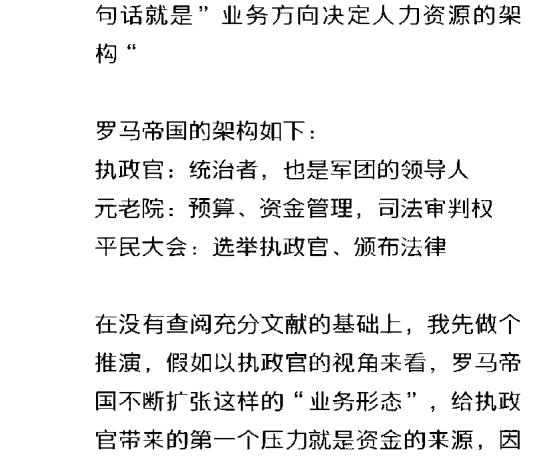 句话就是”业务方向决定人力资源的架
构“
罗马帝国的架构如下：
执政官：统治者，也是军团的领导人
元老院：预算、资金管理，司法审判权
平民大会：选举执政官、颁布法律
在没有查阅充分文献的基础上，我先做个
推演，假如以执政官的视角来看，罗马帝
国不断扩张这样的“业务形态”，给执政
官带来的第一个压力就是资金的来源，因